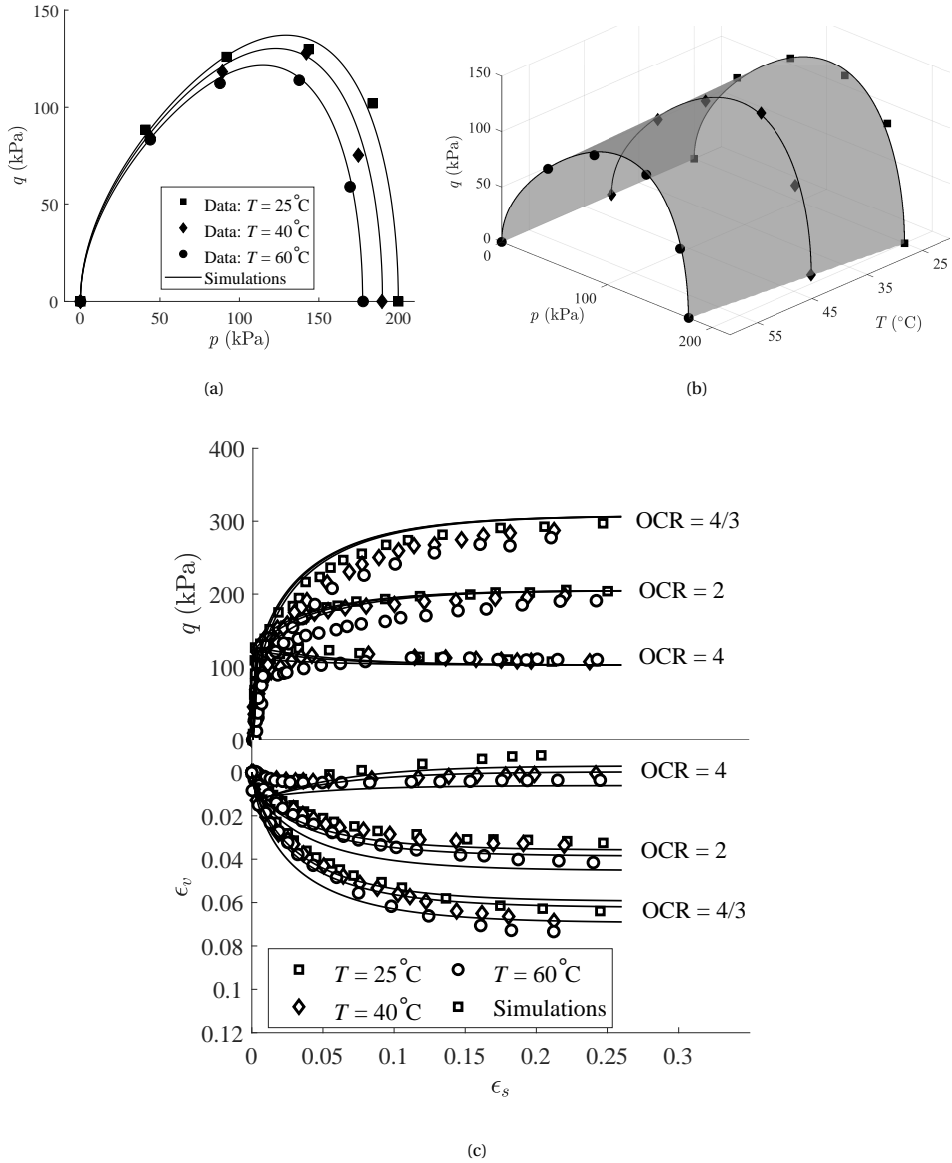 150
100
50
0
q (kPa)
0
50
100
150
200
p (kPa)
Data: T = 25°C
Data: T = 40°C
Data: T = 60°C
Simulations
(a)
150
100
50
0
q (kPa)
0
100
200
p (kPa)
55
45
35
25
T (°C)
(b)
400
300
200
100
0
q (kPa)
OCR = 4/3
OCR = 2
OCR = 4
0
0.02
0.04
0.06
0.08
0.1
0.12
ϵv
OCR = 4
OCR = 2
OCR = 4/3
T = 25°C
T = 60°C
T = 40°C
Simulations
0
0.05
0.1
0.15
0.2
0.25
0.3
ϵs
(c)